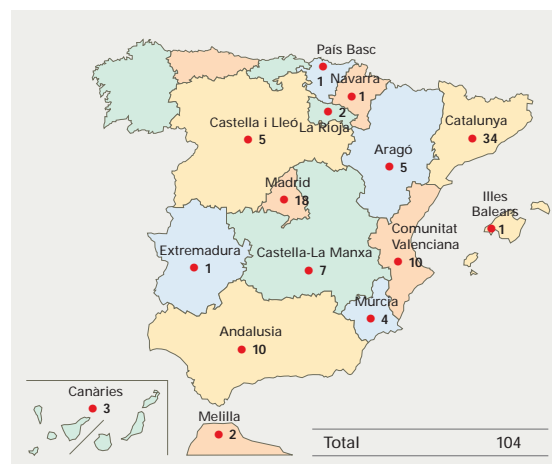 País Basc
1
Navarra
1
2
La Rioja
Castella i Lleó
5
Catalunya
34
Aragó
5
Madrid
18
Illes
Balears
1
Comunitat
Valenciana
10
Extremadura
1
Castella-La Manxa
7
Múrcia
4
Andalusia
10
Canàries
3
Melilla
2
Total 104